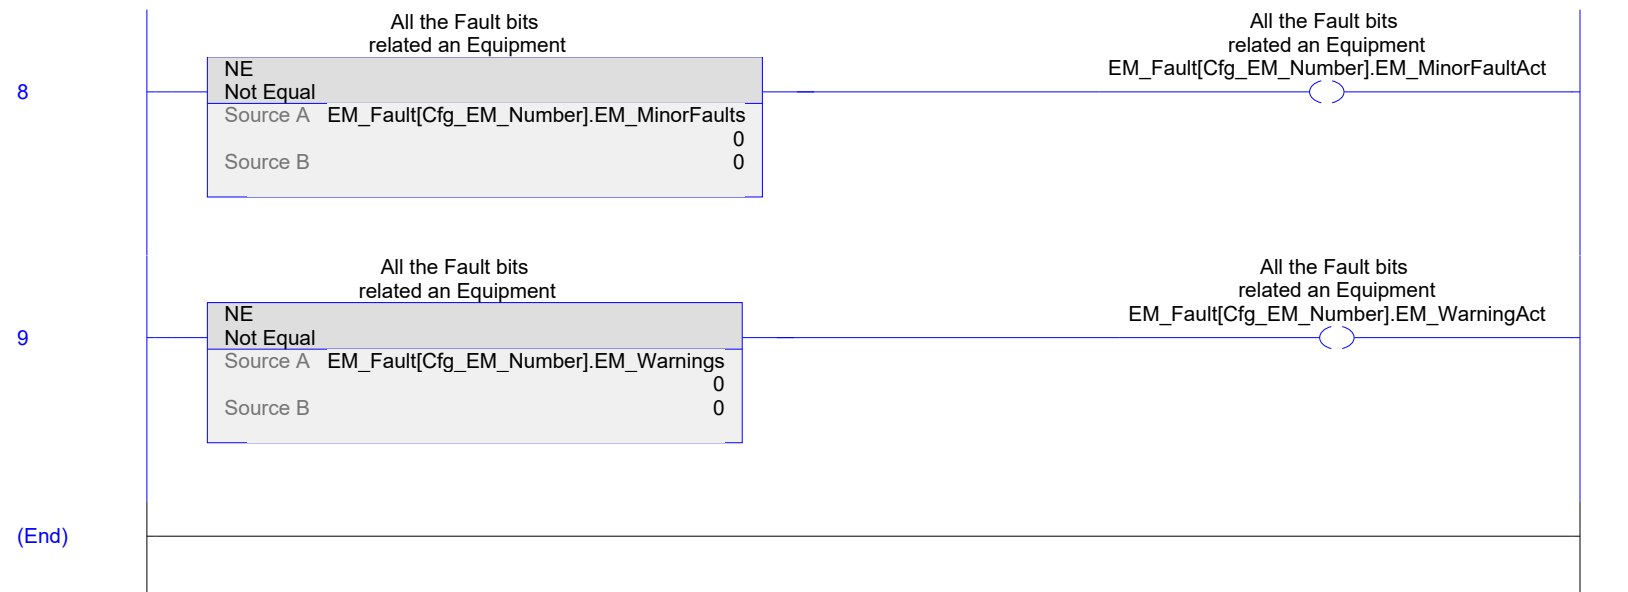 All the Fault bits
related an Equipment
All the Fault bits
related an Equipment
EM_Fault[Cfg_EM_Number].EM_MinorFaultAct
8
NE
Not Equal
Source A EM_Fault[Cfg_EM_Number].EM_MinorFaults
0
Source B 0
All the Fault bits
related an Equipment
All the Fault bits
related an Equipment
EM_Fault[Cfg_EM_Number].EM_WarningAct
9
NE
Not Equal
Source A EM_Fault[Cfg_EM_Number].EM_Warnings
0
Source B 0
(End)